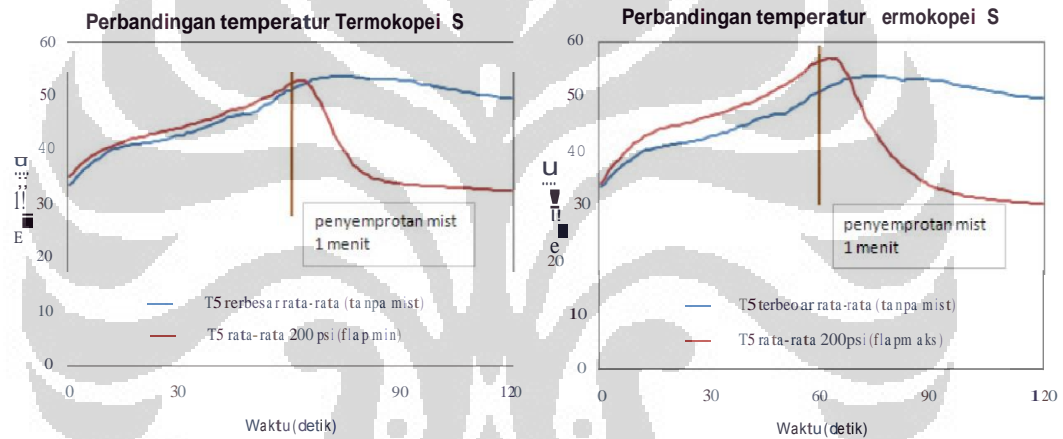 Perbandingan temperatur Termokopei S
60
50
40
30
20
10
0
0 30 90 120
Waktu (detik)
penyemprotan mist
1 menit
T5 rerbesar rata-rata (tanpa mist)
T5 rata-rata 200 psi (flap min)
Perbandingan temperatur ermokopei S
60
50
40
30
20
10
0
0 30 60 90 120
Waktu (detik)
penyemprotan mist
1 menit
T5 terbeoar rata-rata (tanpa mist)
T5 rata-rata 200psi (flapm aks)